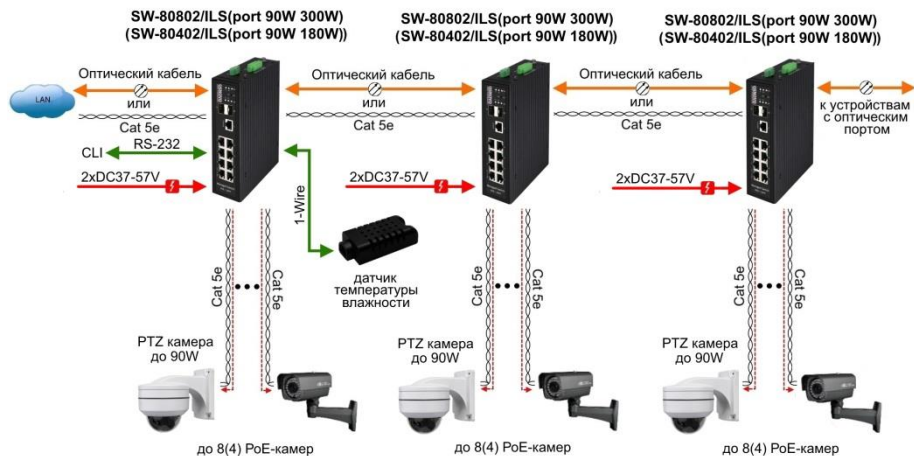 SW-80802/ILS(port 90W 300W)
(SW-80402/ILS(port 90W 180W))
SW-80802/ILS(port 90W 300W)
(SW-80402/ILS(port 90W 180W))
SW-80802/ILS(port 90W 300W)
(SW-80402/ILS(port 90W 180W))
LAN
Оптический кабель
или
Cat 5e
CLI
RS-232
2xDC37-57V
Оптический кабель
или
Cat 5e
2xDC37-57V
Оптический кабель
или
Cat 5e
2xDC37-57V
к устройствам
с оптическим
портом
1-Wire
датчик
температуры
влажности
Cat 5e
Cat 5e
Cat 5e
Cat 5e
Cat 5e
Cat 5e
PTZ камера
до 90W
PTZ камера
до 90W
PTZ камера
до 90W
до 8(4) PoE-камер
до 8(4) PoE-камер
до 8(4) PoE-камер